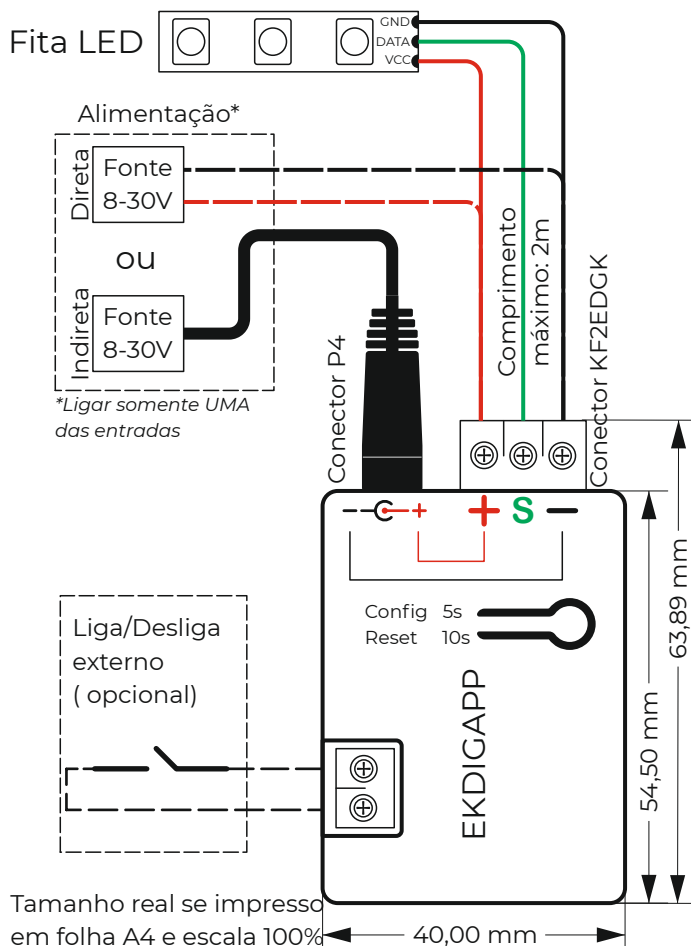 Fita LED
GND
DATA
VCC
Alimentação*
Direta
Fonte
8-30V
ou
Indireta
Fonte
8-30V
*Ligar somente UMA
das entradas
Conector P4
Comprimento
máximo: 2m
Conector KF2EDGK
+
+ S −
Config 5s
Reset 10s
EKDIGAPP
Liga/Desliga
externo
( opcional)
63,89 mm
54,50 mm
40,00 mm
Tamanho real se impresso
em folha A4 e escala 100%